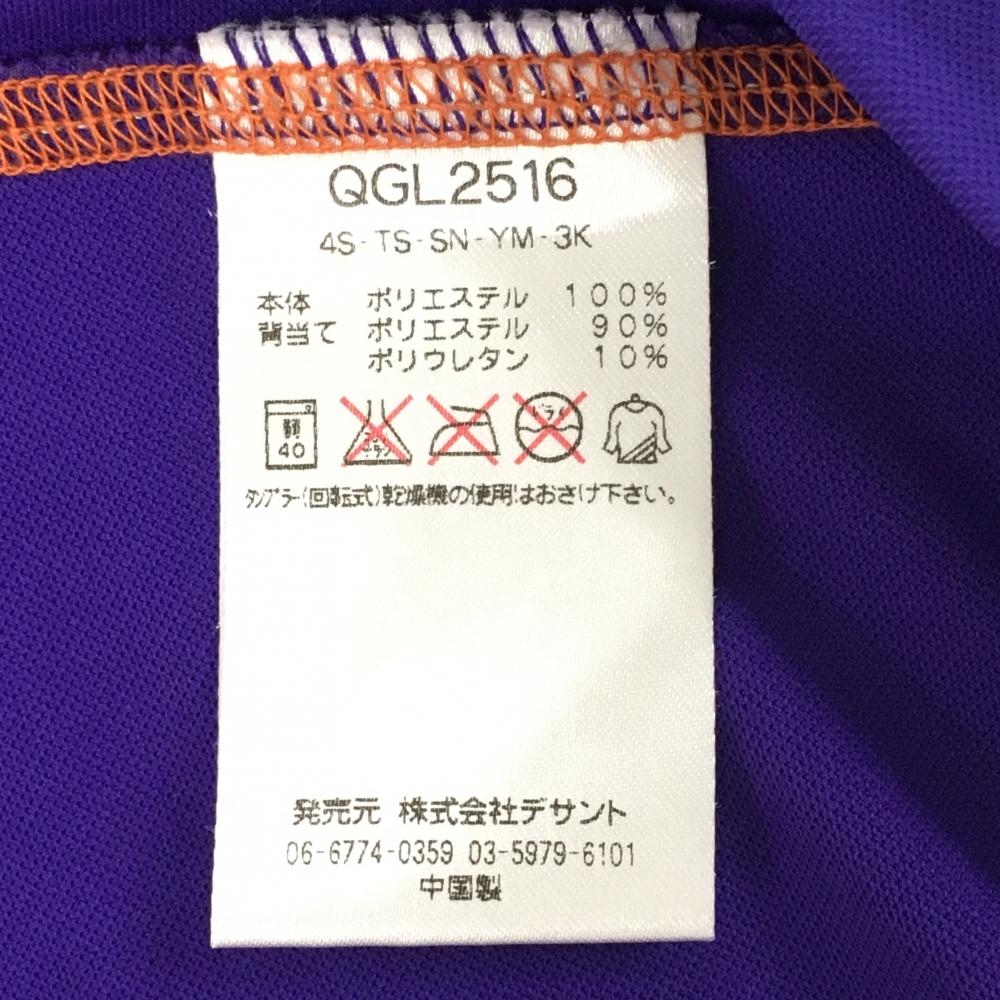 QGL2516
4S-TS-SN-YM-3K
本体 ポリエステル 100%
背当て ポリエステル 90%
ポリウレタン 10%
40 ドライ
タンブラー(回転式)乾燥機の使用はおさけ下さい。
発売元 株式会社デサント
06-6774-0359 03-5979-6101
中国製